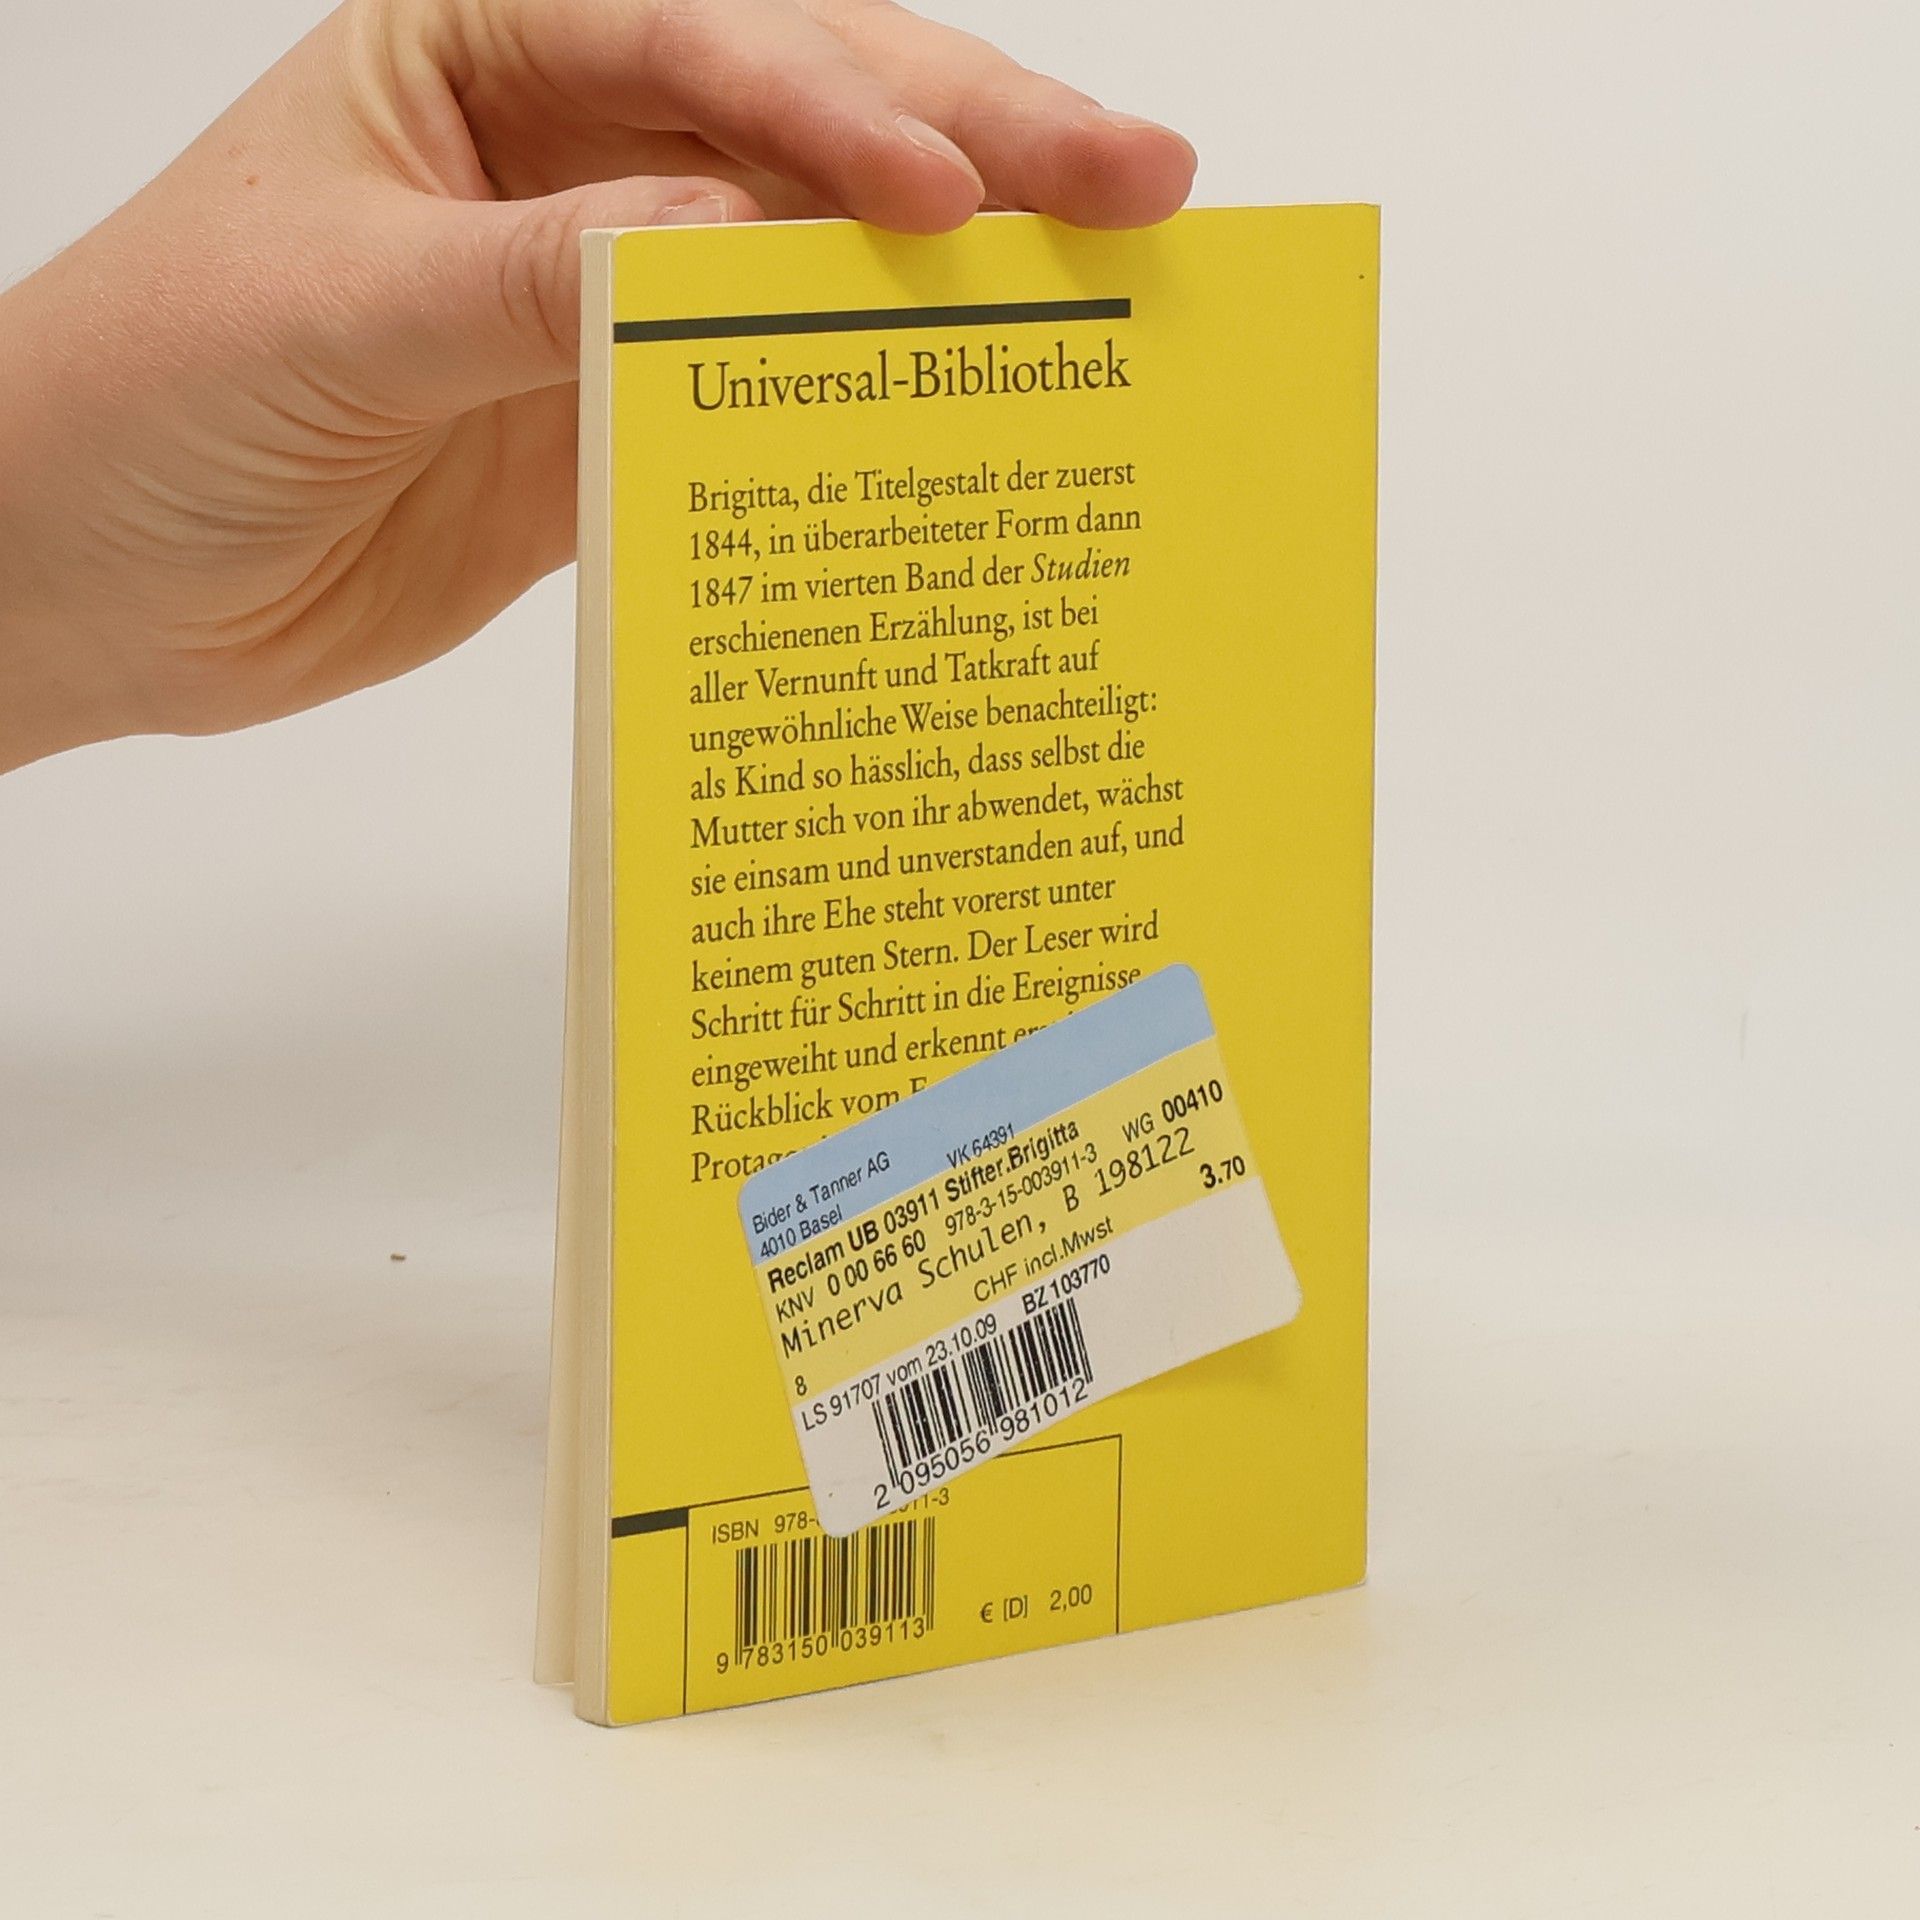 Universal-Bibliothek
Brigitta, die Titelgestalt der zuerst
1844, in überarbeiteter Form dann
1847 im vierten Band der Studien
erschienenen Erzählung, ist bei
aller Vernunft und Tatkraft auf
ungewöhnliche Weise benachteiligt:
als Kind so hässlich, dass selbst die
Mutter sich von ihr abwendet, wächst
sie einsam und unverstanden auf, und
auch ihre Ehe steht vorerst unter
keinem guten Stern. Der Leser wird
Schritt für Schritt in die Ereignisse
eingeweiht und erkennt
Rückblick vom
Bider & Tanner AG VK 64391
4010 Basel
Reclam UB 03911 Stifter.Brigitta WG 00410
KNV 0 00 66 60 978-3-15-003911-3
Minerva Schulen, B 198122
8 CHF incl.Mwst 3.70
LS 91707 vom 23.10.09 BZ 103770
2 095056 981012
ISBN 978-
9 783150 039113
€ [D] 2,00